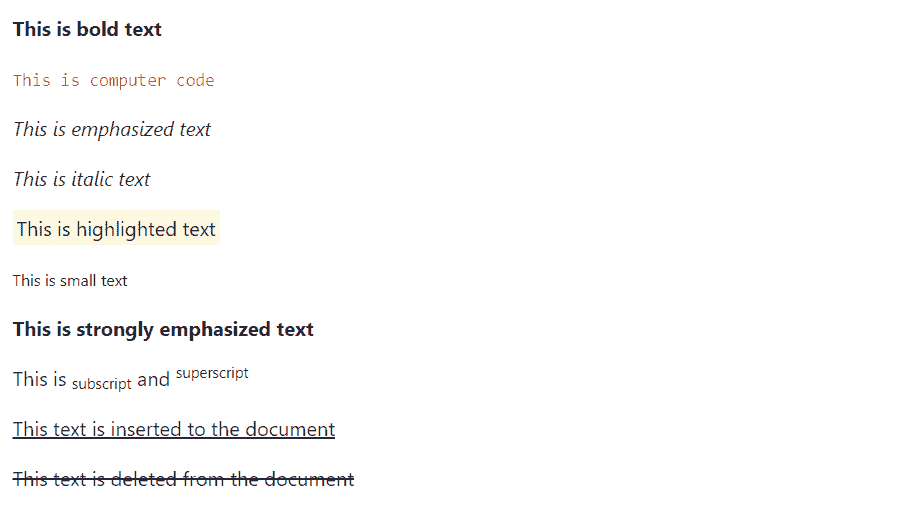 This is bold text
This is computer code
This is emphasized text
This is italic text
This is highlighted text
This is small text
This is strongly emphasized text
This is subscript and superscript
This text is inserted to the document
This text is deleted from the document